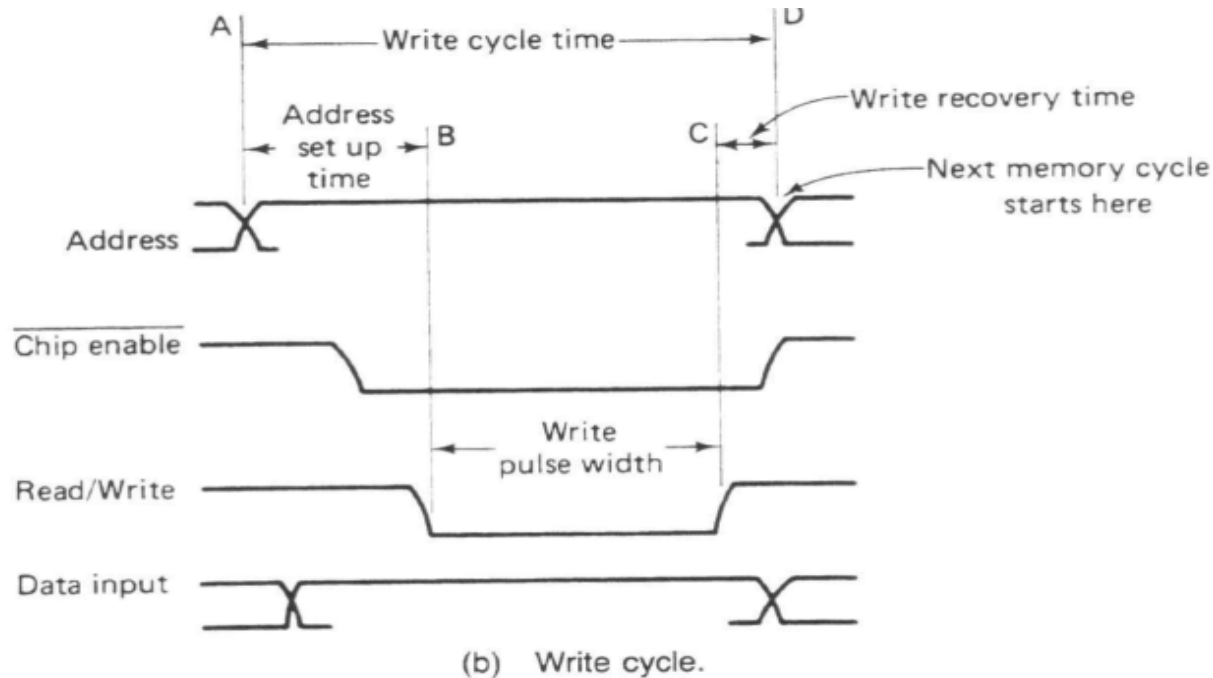 A
D
Write cycle time
Write recovery time
Address
set up
time
B
C
Next memory cycle
starts here
Address
Chip enable
Write
pulse width
Read/Write
Data input
(b) Write cycle.